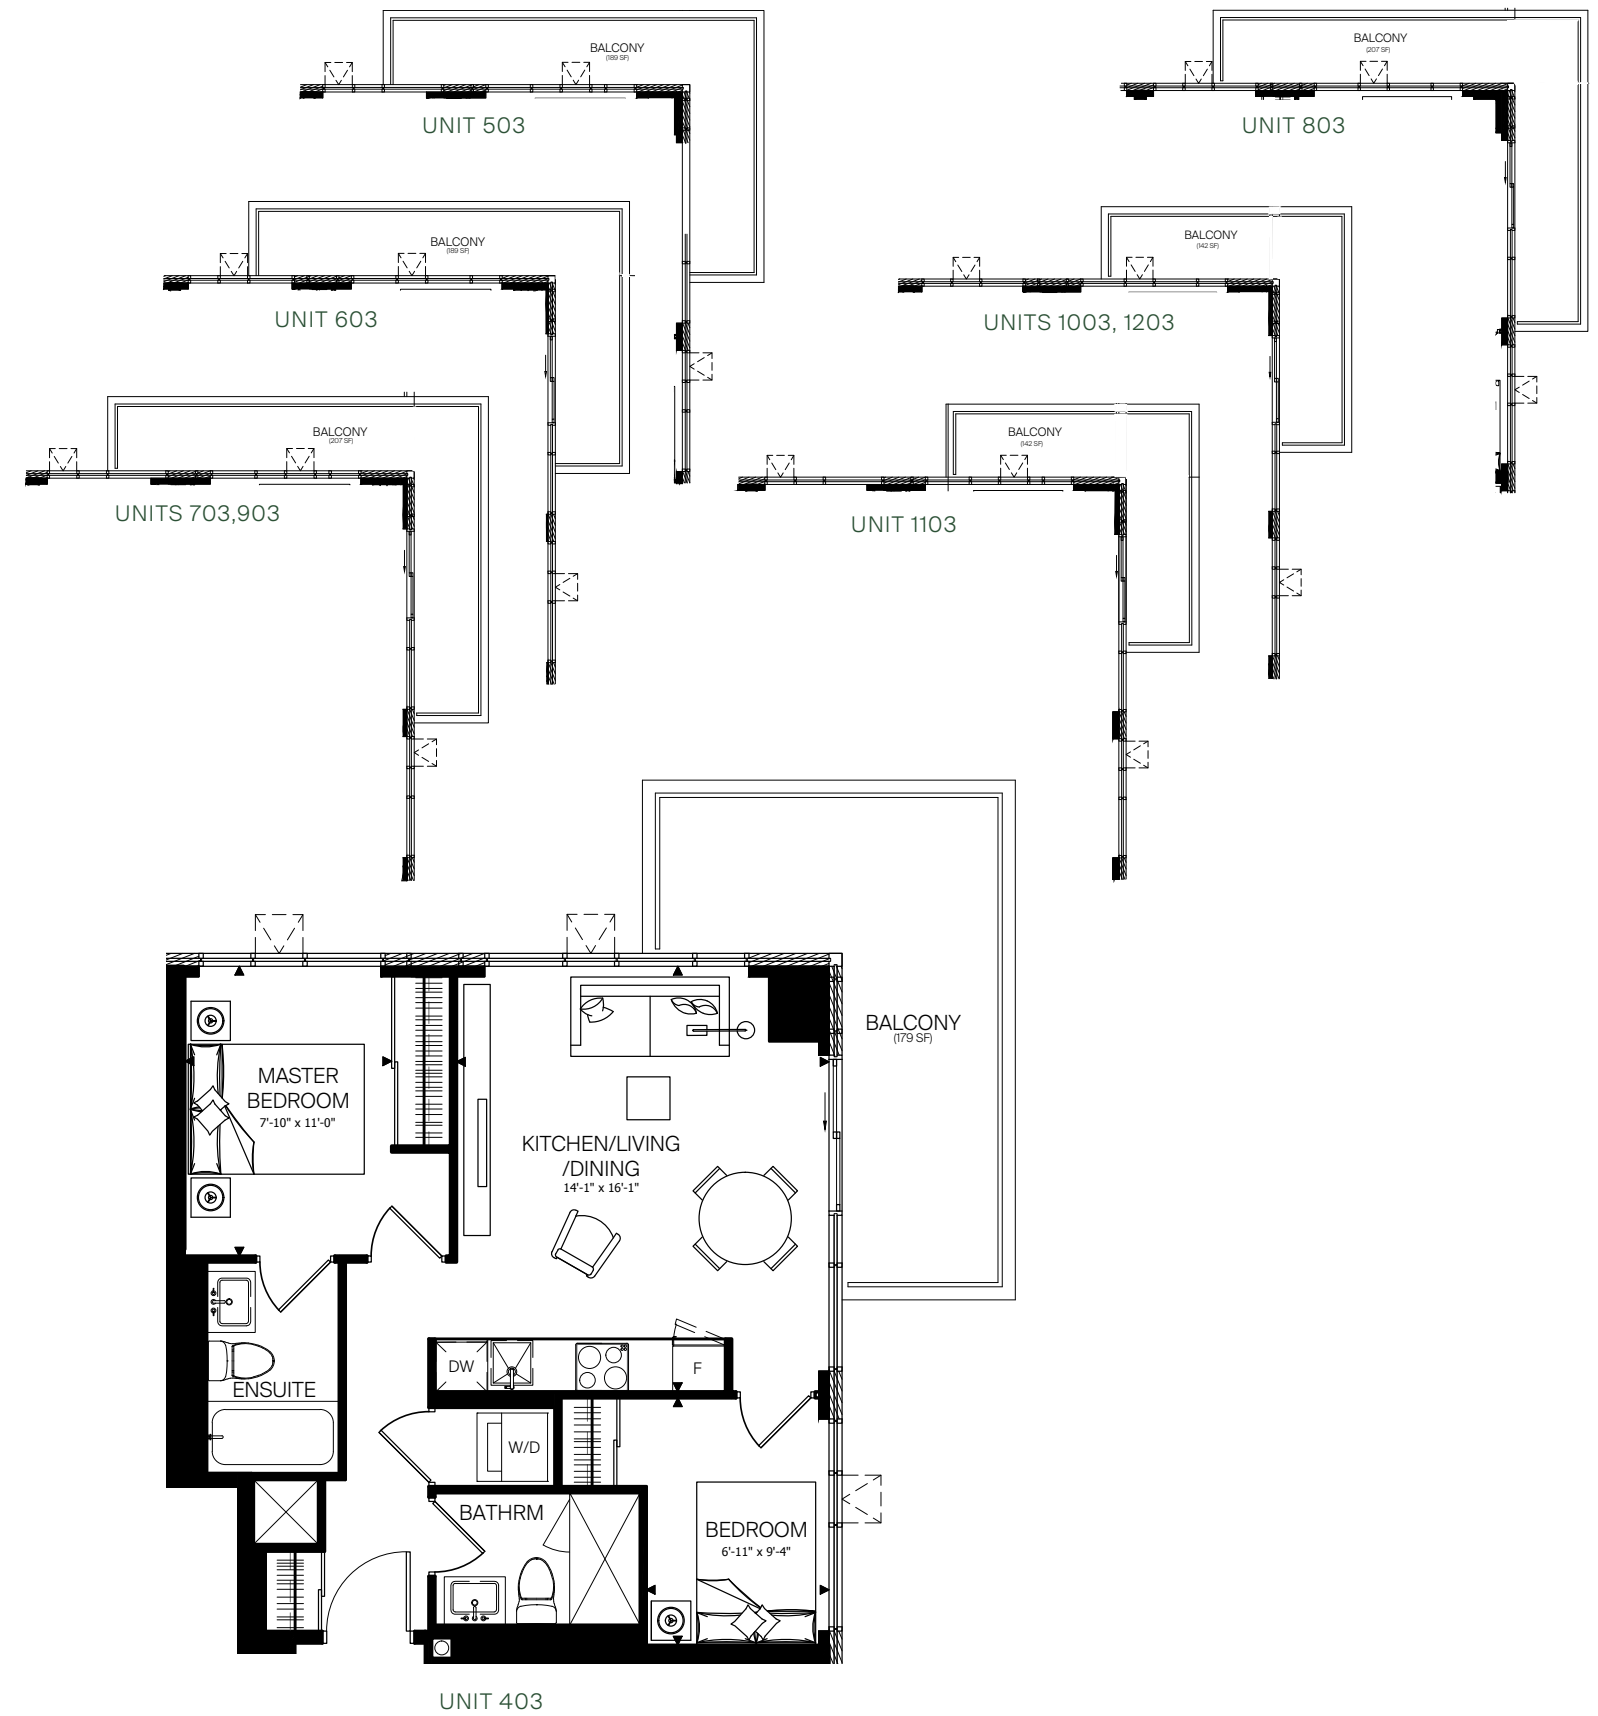 BALCONY
(189 SF)
UNIT 503
BALCONY
(207 SF)
UNIT 803
BALCONY
(189 SF)
UNIT 603
BALCONY
(142 SF)
UNITS 1003, 1203
BALCONY
(207 SF)
UNITS 703,903
BALCONY
(142 SF)
UNIT 1103
BALCONY
(179 SF)
MASTER
BEDROOM
7'-10" x 11'-0"
KITCHEN/LIVING
/DINING
14'-1" x 16'-1"
DW
F
ENSUITE
W/D
BATHRM
BEDROOM
6'-11" x 9'-4"
UNIT 403